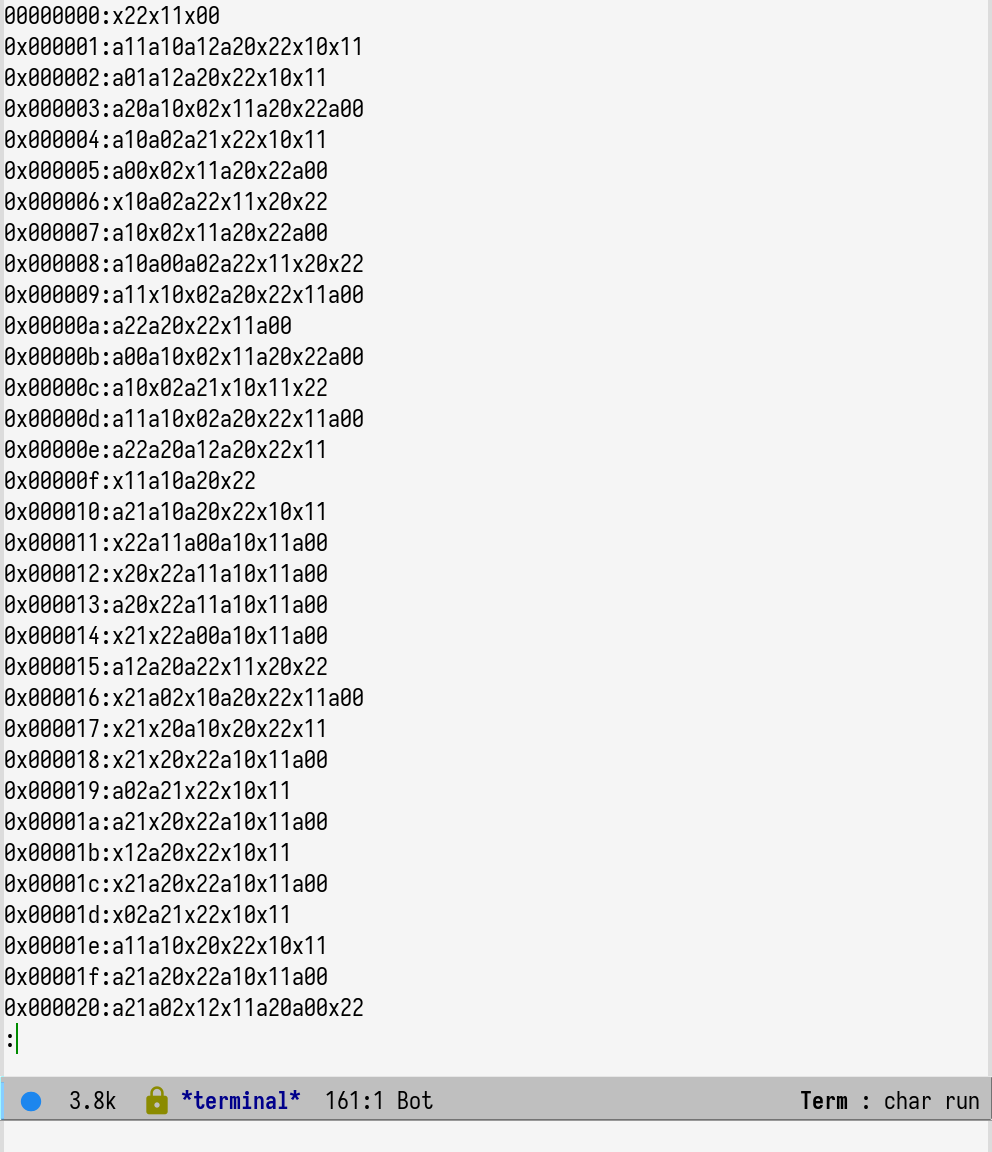 00000000:x22x11x00
0x000001:a11a10a12a20x22x10x11
0x000002:a01a12a20x22x10x11
0x000003:a20a10x02x11a20x22a00
0x000004:a10a02a21x22x10x11
0x000005:a00x02x11a20x22a00
0x000006:x10a02a22x11x20x22
0x000007:a10x02x11a20x22a00
0x000008:a10a00a02a22x11x20x22
0x000009:a11x10x02a20x22x11a00
0x00000a:a22a20x22x11a00
0x00000b:a00a10x02x11a20x22a00
0x00000c:a10x02a21x10x11x22
0x00000d:a11a10x02a20x22x11a00
0x00000e:a22a20a12a20x22x11
0x00000f:x11a10a20x22
0x000010:a21a10a20x22x10x11
0x000011:x22a11a00a10x11a00
0x000012:x20x22a11a10x11a00
0x000013:a20x22a11a10x11a00
0x000014:x21x22a00a10x11a00
0x000015:a12a20a22x11x20x22
0x000016:x21a02x10a20x22x11a00
0x000017:x21x20a10x20x22x11
0x000018:x21x20x22a10x11a00
0x000019:a02a21x22x10x11
0x00001a:a21x20x22a10x11a00
0x00001b:x12a20x22x10x11
0x00001c:x21a20x22a10x11a00
0x00001d:x02a21x22x10x11
0x00001e:a11a10x20x22x10x11
0x00001f:a21a20x22a10x11a00
0x000020:a21a02x12x11a20a00x22
:
3.8k *terminal* 161:1 Bot Term : char run